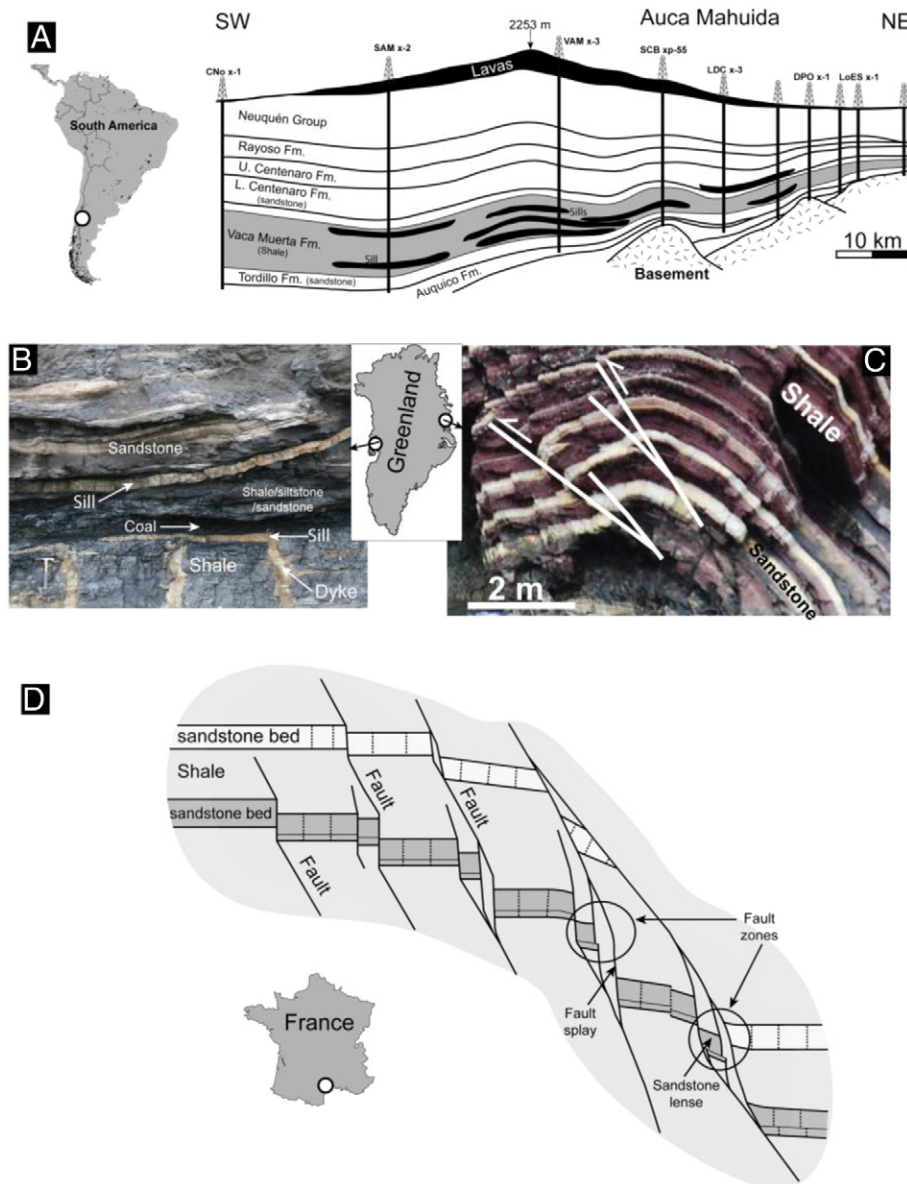 A
SW
2253 m
Auca Mahuida
NE
CNo x-1
SAM x-2
VAM x-3
SCB xp-55
LDC x-3
DPO x-1
LoES x-1
South America
Lavas
Neuquén Group
Rayoso Fm.
U. Centenaro Fm.
L. Centenaro Fm.
(sandstone)
Vaca Muerta Fm.
(Shale)
Tordillo Fm. (sandstone)
Auquico Fm.
Sill
Sills
Basement
10 km
B
Sandstone
Sill
Shale/siltstone
/sandstone
Coal
Sill
Shale
Dyke
Greenland
C
Shale
Sandstone
2 m
D
sandstone bed
Shale
sandstone bed
Fault
Fault
Fault
Fault
zones
Fault
splay
Sandstone
lense
France